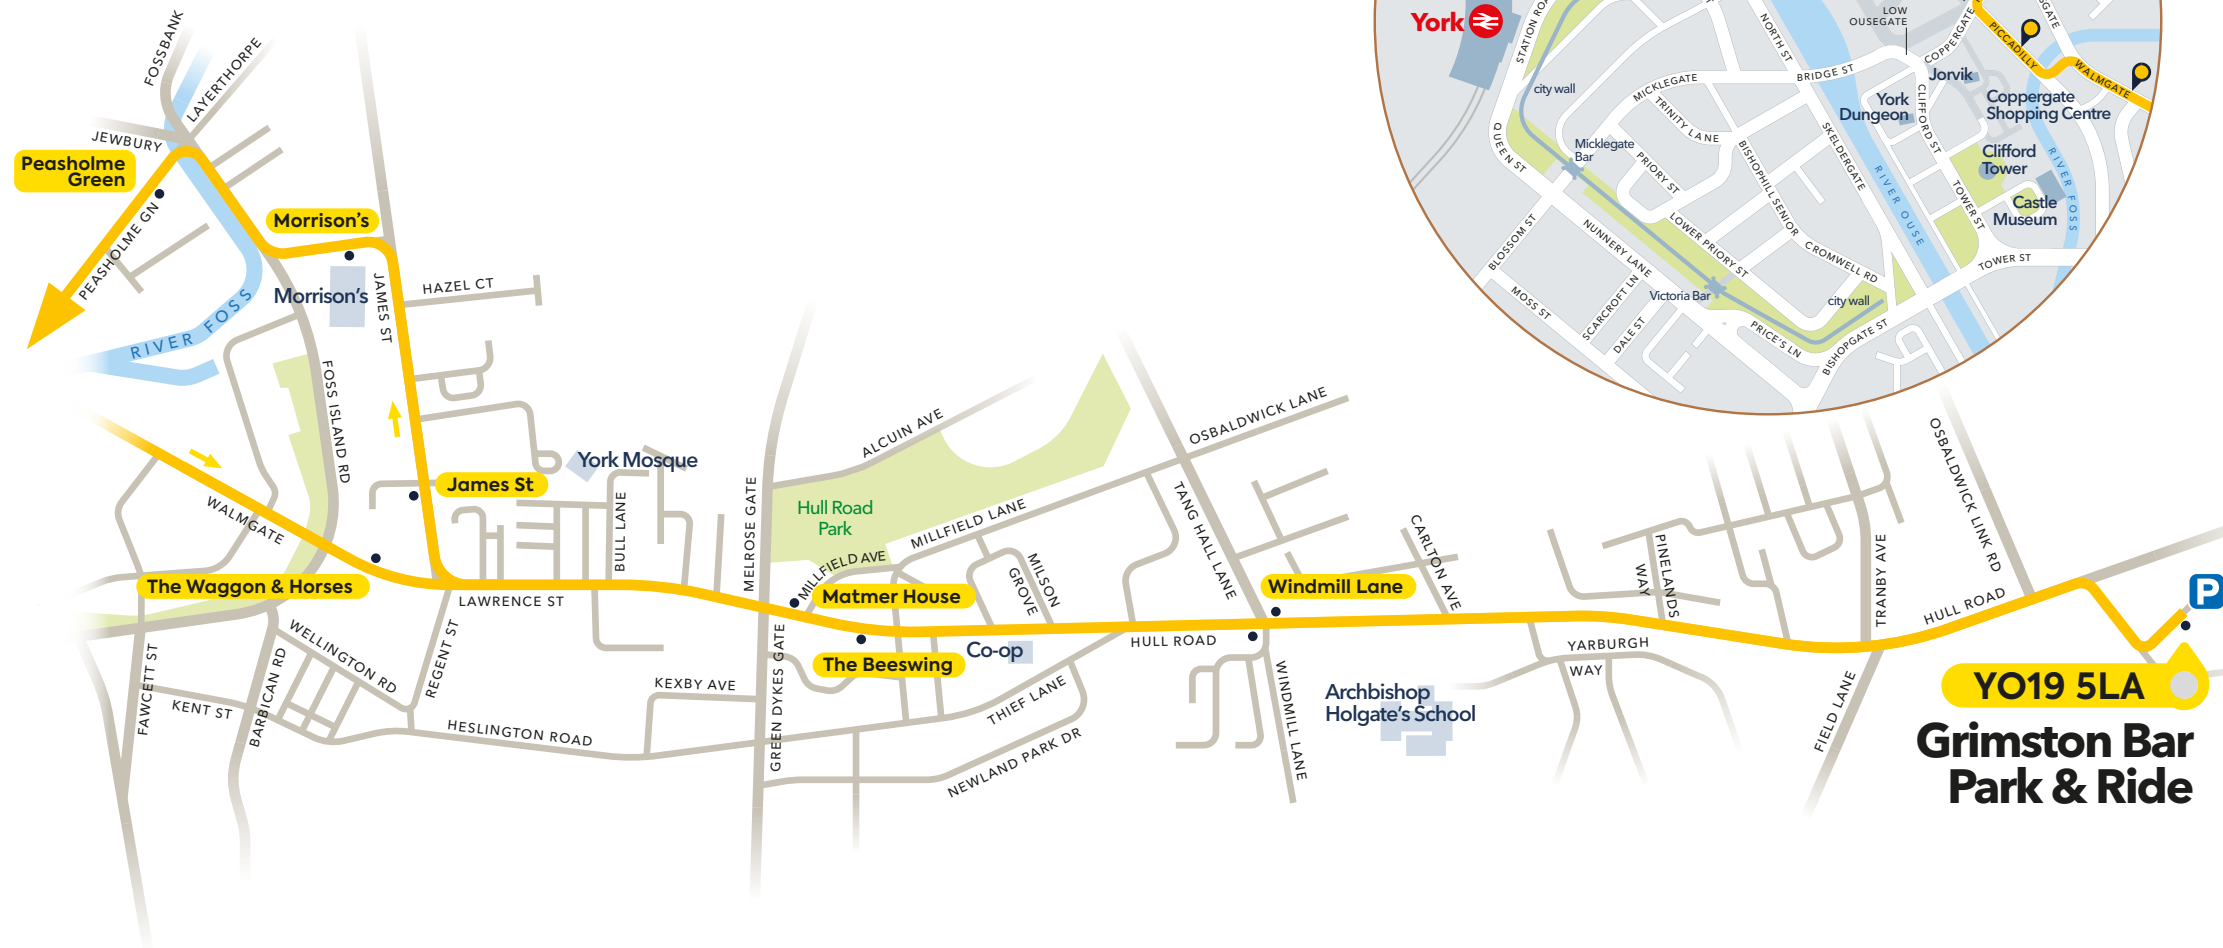 FOSSBANK
LAYERTHORPE
JEWBURY
Peasholme
Green
PEASHOLME GN
Morrison's
Morrison's
JAMES ST
HAZEL CT
RIVER FOSS
FOSS ISLAND RD
WALMGATE
James St
York Mosque
BULL LANE
The Waggon & Horses
LAWRENCE ST
WELLINGTON RD
REGENT ST
FAWCETT ST
KENT ST
BARBICAN RD
HESLINGTON ROAD
KEXBY AVE
MELROSE GATE
GREEN DYKES GATE
ALCUIN AVE
Hull Road
Park
MILLFIELD AVE
MILLFIELD LANE
Matmer House
The Beeswing
MILSON
GROVE
Co-op
THIEF LANE
NEWLAND PARK DR
HULL ROAD
OSBALDWICK LANE
TANG HALL LANE
Windmill Lane
WINDMILL LANE
CARLTON AVE
Archbishop
Holgate's School
YARBURGH
WAY
PINELANDS
WAY
TRANBY AVE
FIELD LANE
HULL ROAD
OSBALDWICK LINK RD
P
YO19 5LA
Grimston Bar
Park & Ride
York
STATION ROA
city wall
QUEEN ST
Micklegate
Bar
MICKLEGATE
TRINITY LANE
PRIORY ST
BISHOPHILL SENIOR
LOWER PRIORY ST
NUNNERY LANE
BLOSSOM ST
MOSS ST
SCARCROFT LN
DALE ST
Victoria Bar
PRICE'S LN
BISHOPGATE ST
city wall
CROMWELL RD
SKELDERGATE
NORTH ST
BRIDGE ST
LOW
OUSEGATE
COPPERGATE
PICCADILLY
WALMGATE
Jorvik
York
Dungeon
CLIFFORD ST
Coppergate
Shopping Centre
Clifford
Tower
Castle
Museum
TOWER ST
TOWER ST
RIVER OUSE
RIVER FOSS